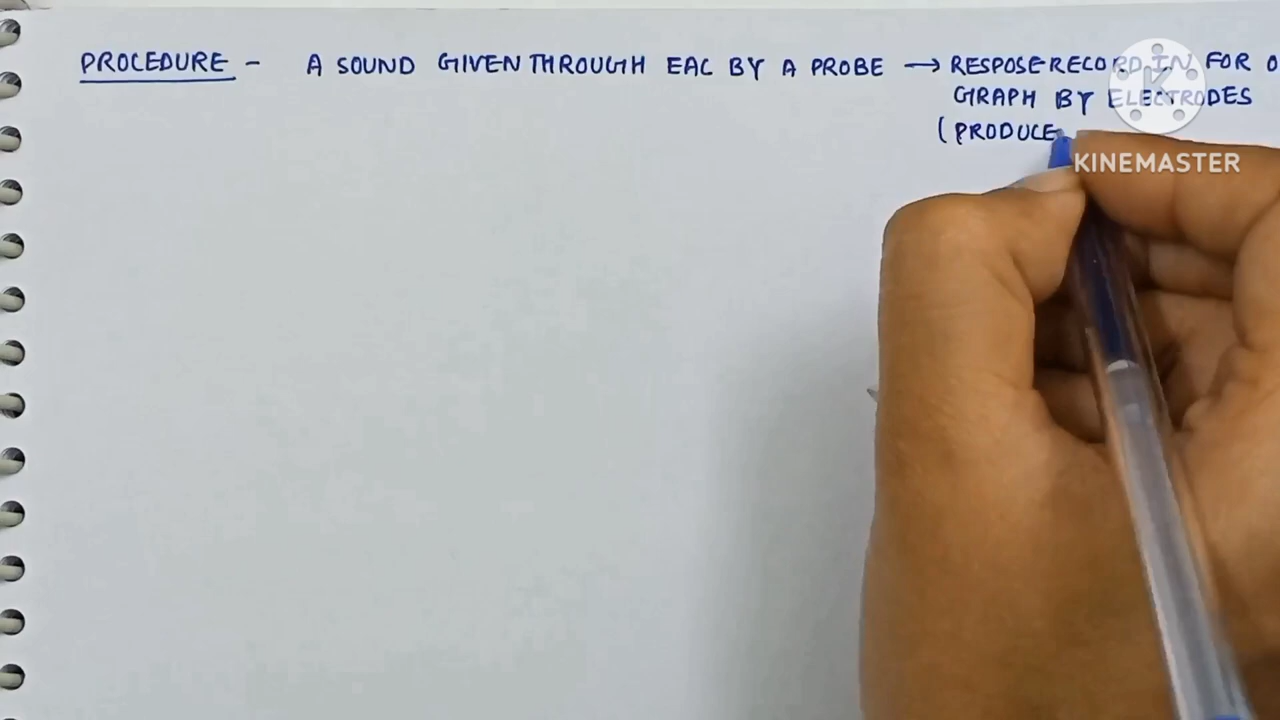 PROCEDURE - A SOUND GIVEN THROUGH EAC BY A PROBE → RESPOSE RECORD IN FOR O
GRAPH BY ELECTRODES
(PRODUCE
K
KINEMASTER